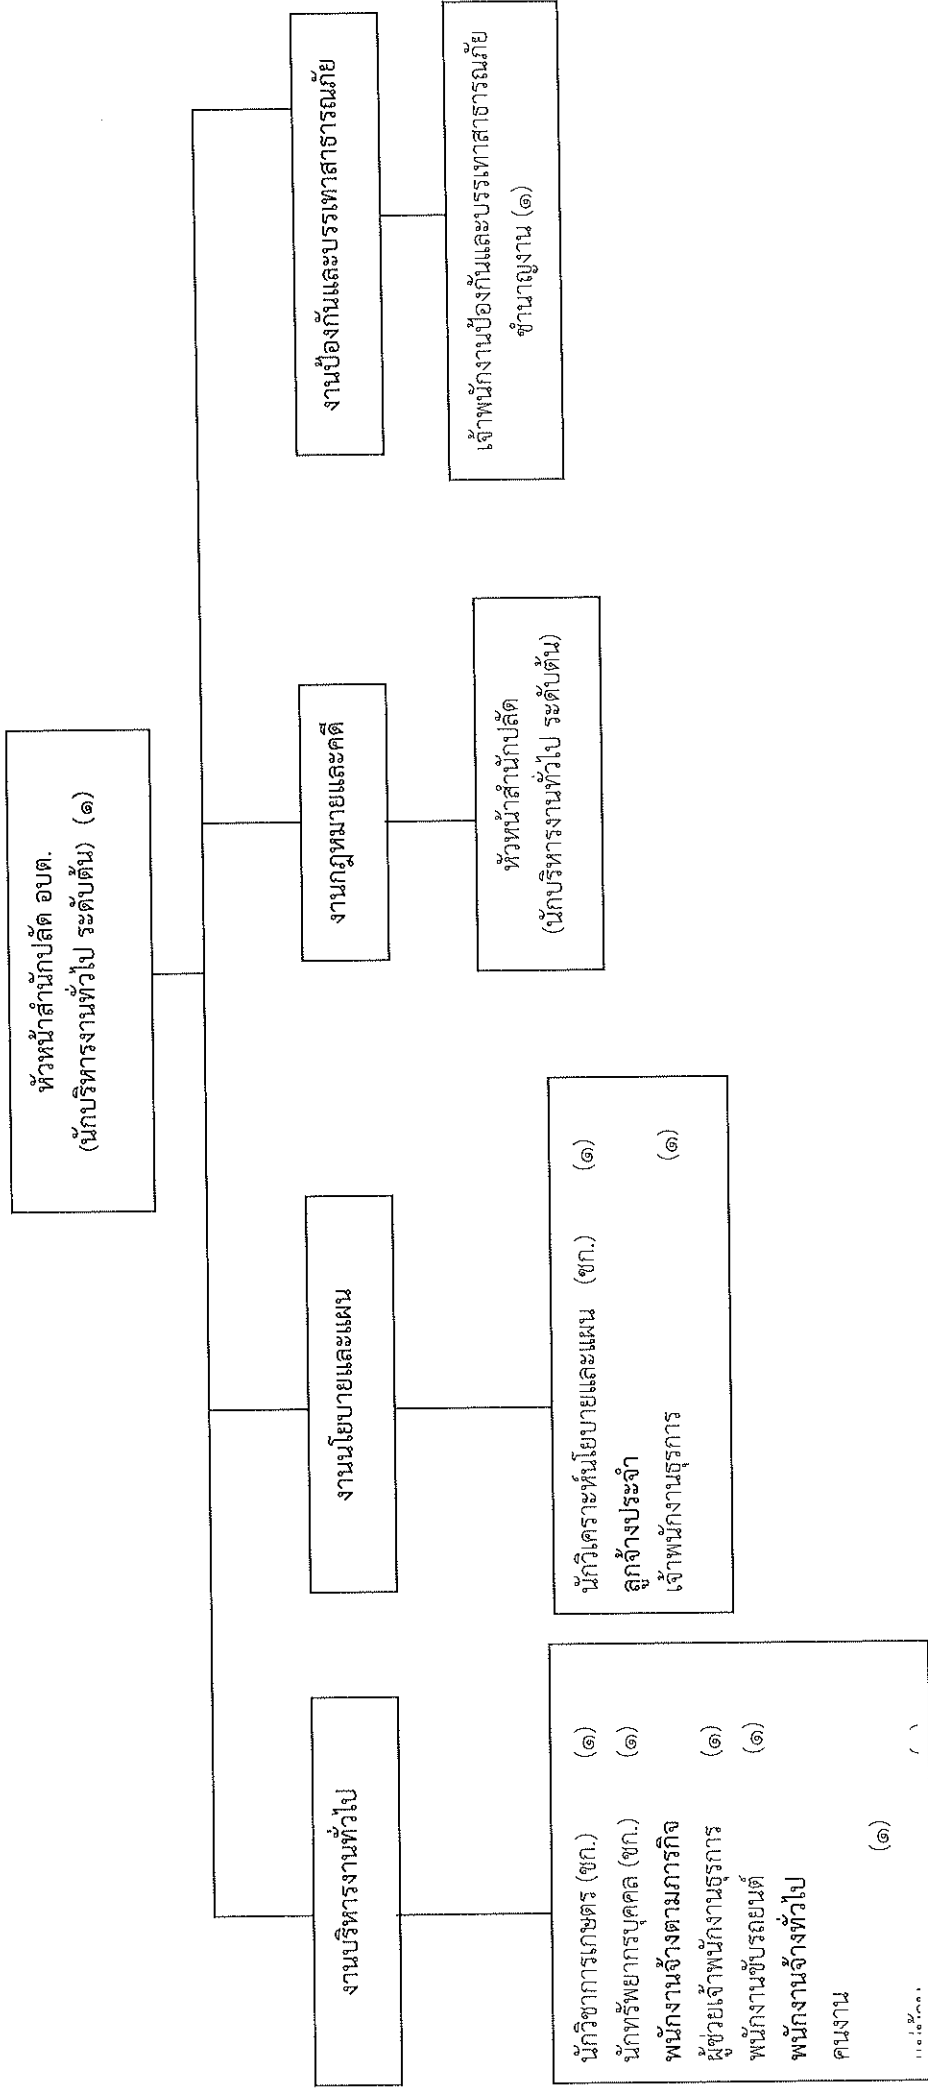 หัวหน้าสำนักปลัด อบต.
(นักบริหารงานทั่วไป ระดับต้น) (๑)
งานบริหารงานทั่วไป
นักวิชาการเกษตร (ชก.) (๑)
นักทรัพยากรบุคคล (ชก.) (๑)
พนักงานจ้างตามภารกิจ
ผู้ช่วยเจ้าพนักงานธุรการ (๑)
พนักงานขับรถยนต์ (๑)
พนักงานจ้างทั่วไป
คนงาน
(๑)
งานนโยบายและแผน
นักวิเคราะห์นโยบายและแผน (ชก.) (๑)
ลูกจ้างประจำ
เจ้าพนักงานธุรการ (๑)
งานกฎหมายและคดี
หัวหน้าสำนักปลัด
(นักบริหารงานทั่วไป ระดับต้น)
งานป้องกันและบรรเทาสาธารณภัย
เจ้าพนักงานป้องกันและบรรเทาสาธารณภัย
ชำนาญงาน (๑)